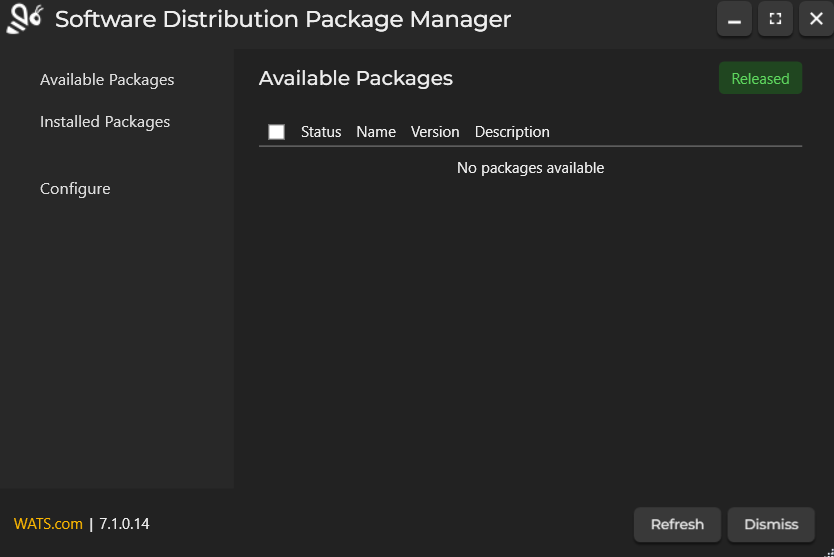 Software Distribution Package Manager
Available Packages
Installed Packages
Configure
Available Packages
Released
Status Name Version Description
No packages available
WATS.com | 7.1.0.14
Refresh Dismiss